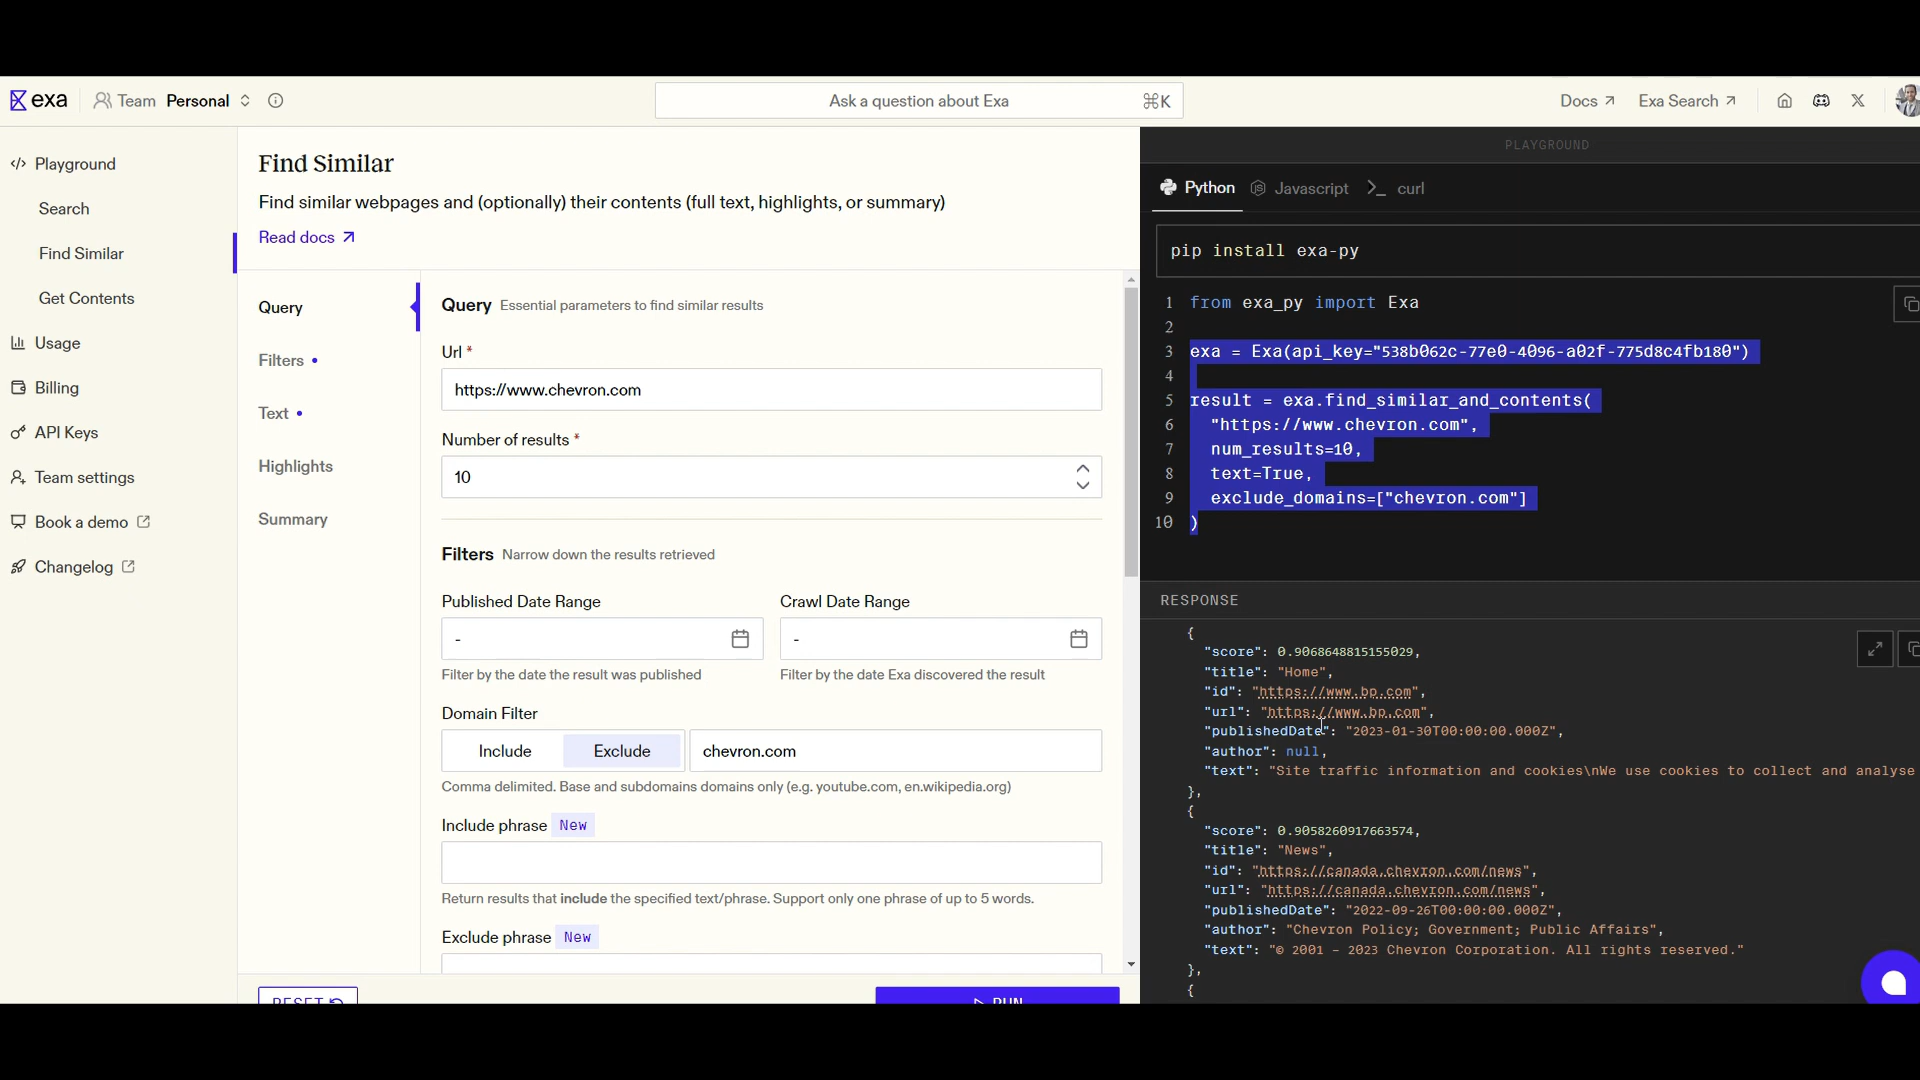 exa
Team Personal
Ask a question about Exa ⌘K
Docs ↗ Exa Search ↗
Playground
Search
Find Similar
Get Contents
Usage
Billing
API Keys
Team settings
Book a demo
Changelog
Find Similar
Find similar webpages and (optionally) their contents (full text, highlights, or summary)
Read docs ↗
Query
Filters •
Text •
Highlights
Summary
Query Essential parameters to find similar results
Url *
https://www.chevron.com
Number of results *
10
Filters Narrow down the results retrieved
Published Date Range Crawl Date Range
- -
Filter by the date the result was published Filter by the date Exa discovered the result
Domain Filter
Include Exclude chevron.com
Comma delimited. Base and subdomains domains only (e.g. youtube.com, en.wikipedia.org)
Include phrase New
Return results that include the specified text/phrase. Support only one phrase of up to 5 words.
Exclude phrase New
RESET
RUN
PLAYGROUND
Python Javascript >_ curl
pip install exa-py
1 from exa_py import Exa
2
3 exa = Exa(api_key="538b062c-77e0-4096-a02f-775d8c4fb180")
4
5 result = exa.find_similar_and_contents(
6 "https://www.chevron.com",
7 num_results=10,
8 text=True,
9 exclude_domains=["chevron.com"]
10 )
RESPONSE
{
"score": 0.9068648815155029,
"title": "Home",
"id": "https://www.bp.com",
"url": "https://www.bp.com",
"publishedDate": "2023-01-30T00:00:00.000Z",
"author": null,
"text": "Site traffic information and cookies\nWe use cookies to collect and analyse
},
{
"score": 0.9058260917663574,
"title": "News",
"id": "https://canada.chevron.com/news",
"url": "https://canada.chevron.com/news",
"publishedDate": "2022-09-26T00:00:00.000Z",
"author": "Chevron Policy; Government; Public Affairs",
"text": "© 2001 – 2023 Chevron Corporation. All rights reserved."
},
{